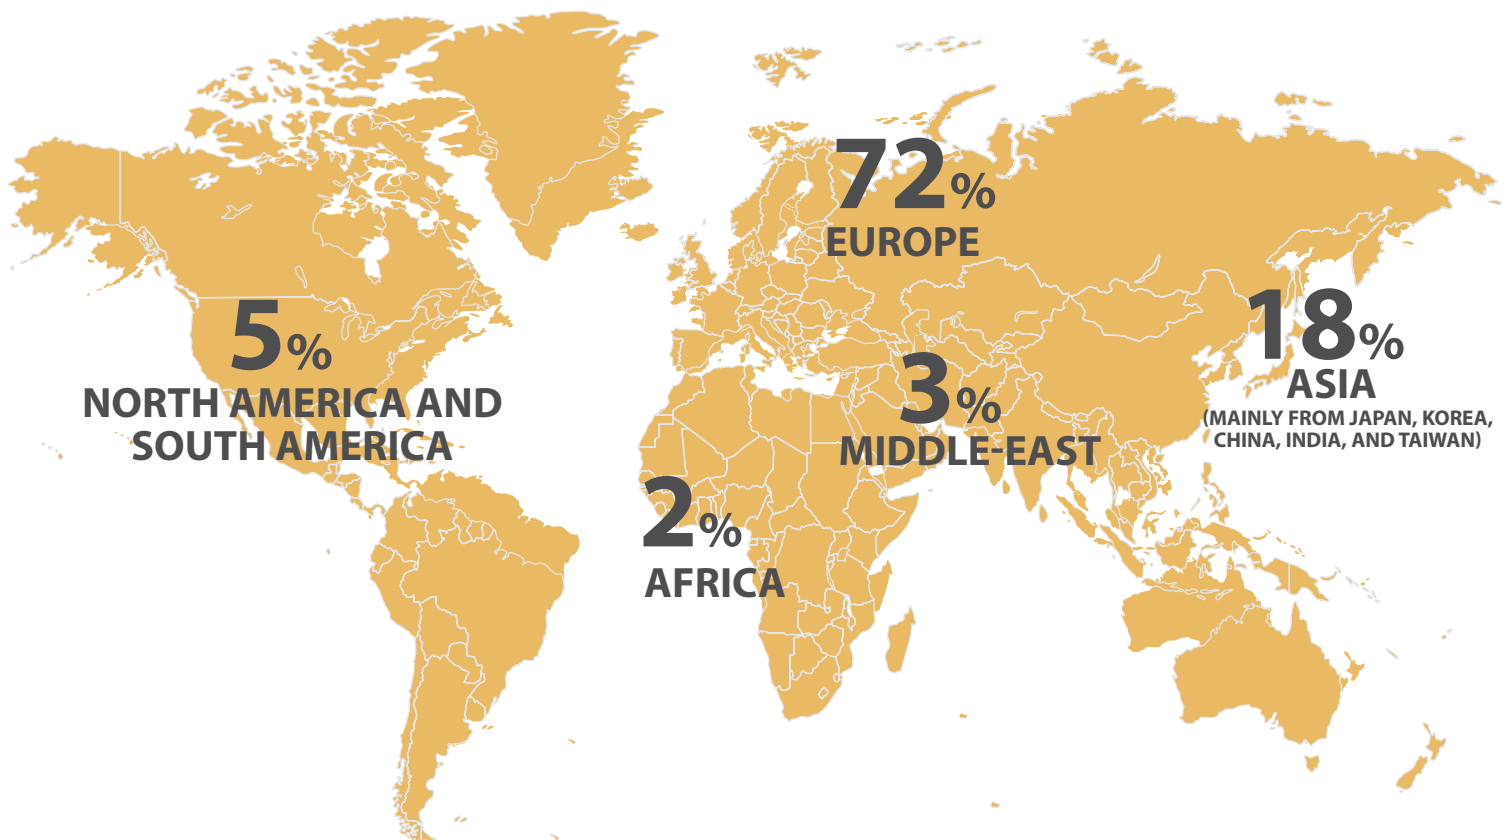 72%
EUROPE
5%
NORTH AMERICA AND
SOUTH AMERICA
18%
ASIA
(MAINLY FROM JAPAN, KOREA,
CHINA, INDIA, AND TAIWAN)
3%
MIDDLE-EAST
2%
AFRICA